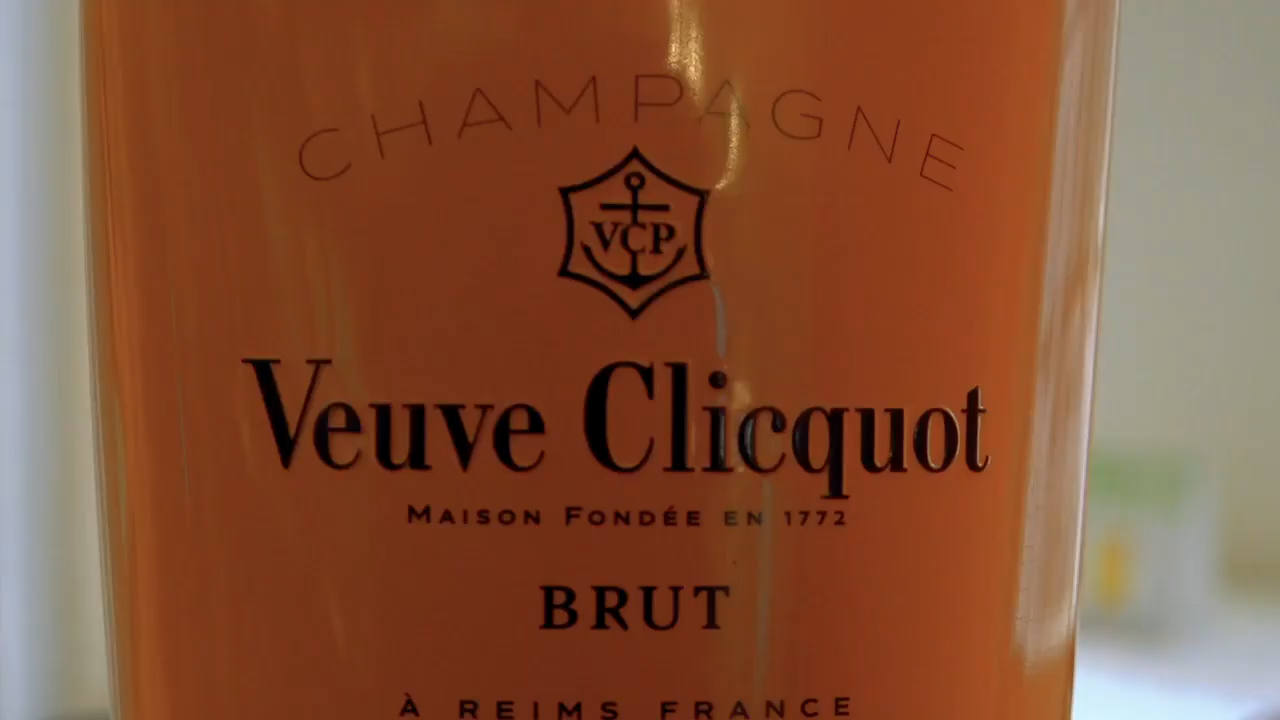 CHAMPAGNE
VCP
Veuve Clicquot
MAISON FONDÉE EN 1772
BRUT
À REIMS FRANCE